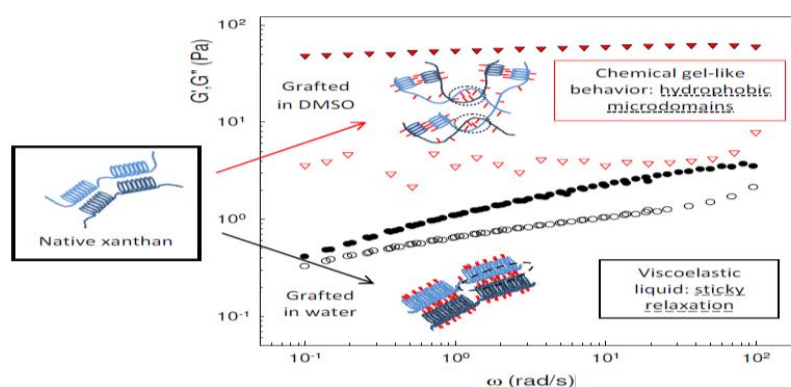 G',G" (Pa)
10²
10¹
10⁰
10⁻¹
10⁻¹
10⁰
10¹
10²
ω (rad/s)
Grafted
in DMSO
Chemical gel-like
behavior: hydrophobic
microdomains
Native xanthan
Grafted
in water
Viscoelastic
liquid: sticky
relaxation